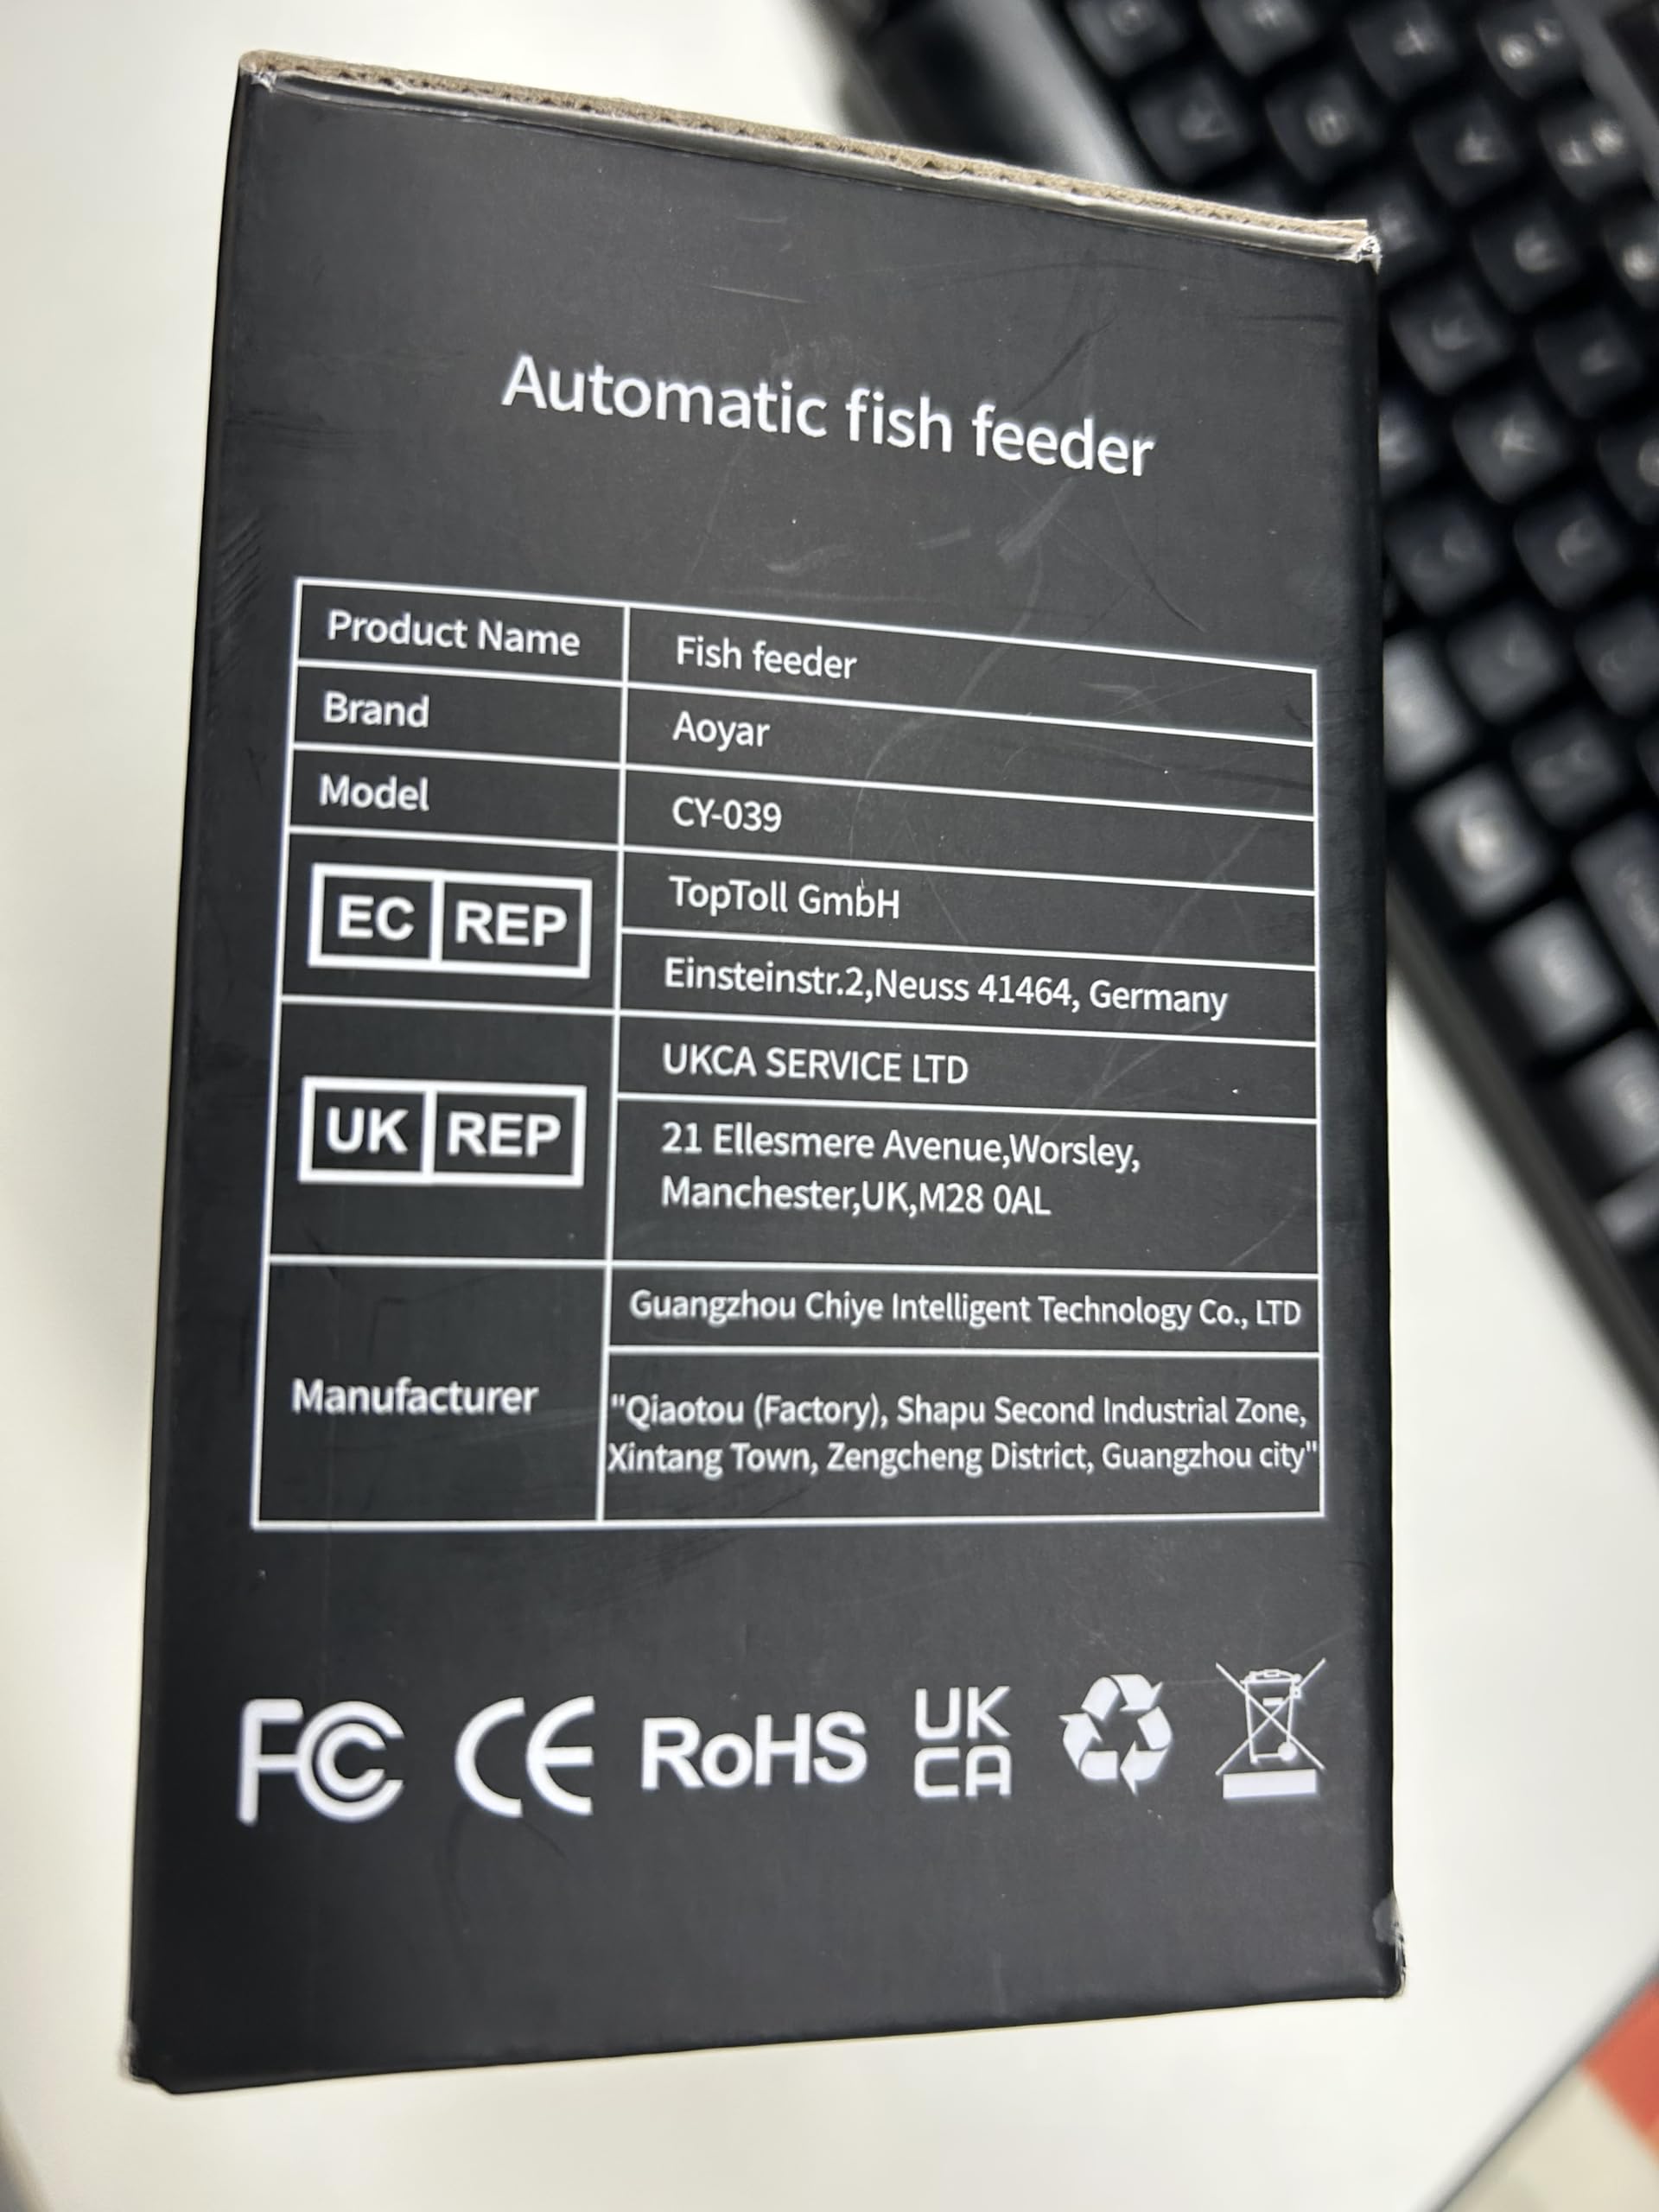 Automatic fish feeder
Product Name
Fish feeder
Brand
Aoyar
Model
CY-039
EC REP
TopToll GmbH
Einsteinstr.2,Neuss 41464, Germany
UK REP
UKCA SERVICE LTD
21 Ellesmere Avenue,Worsley,
Manchester,UK,M28 0AL
Manufacturer
Guangzhou Chiye Intelligent Technology Co., LTD
"Qiaotou (Factory), Shapu Second Industrial Zone,
Xintang Town, Zengcheng District, Guangzhou city"
FC CE RoHS UK
CA